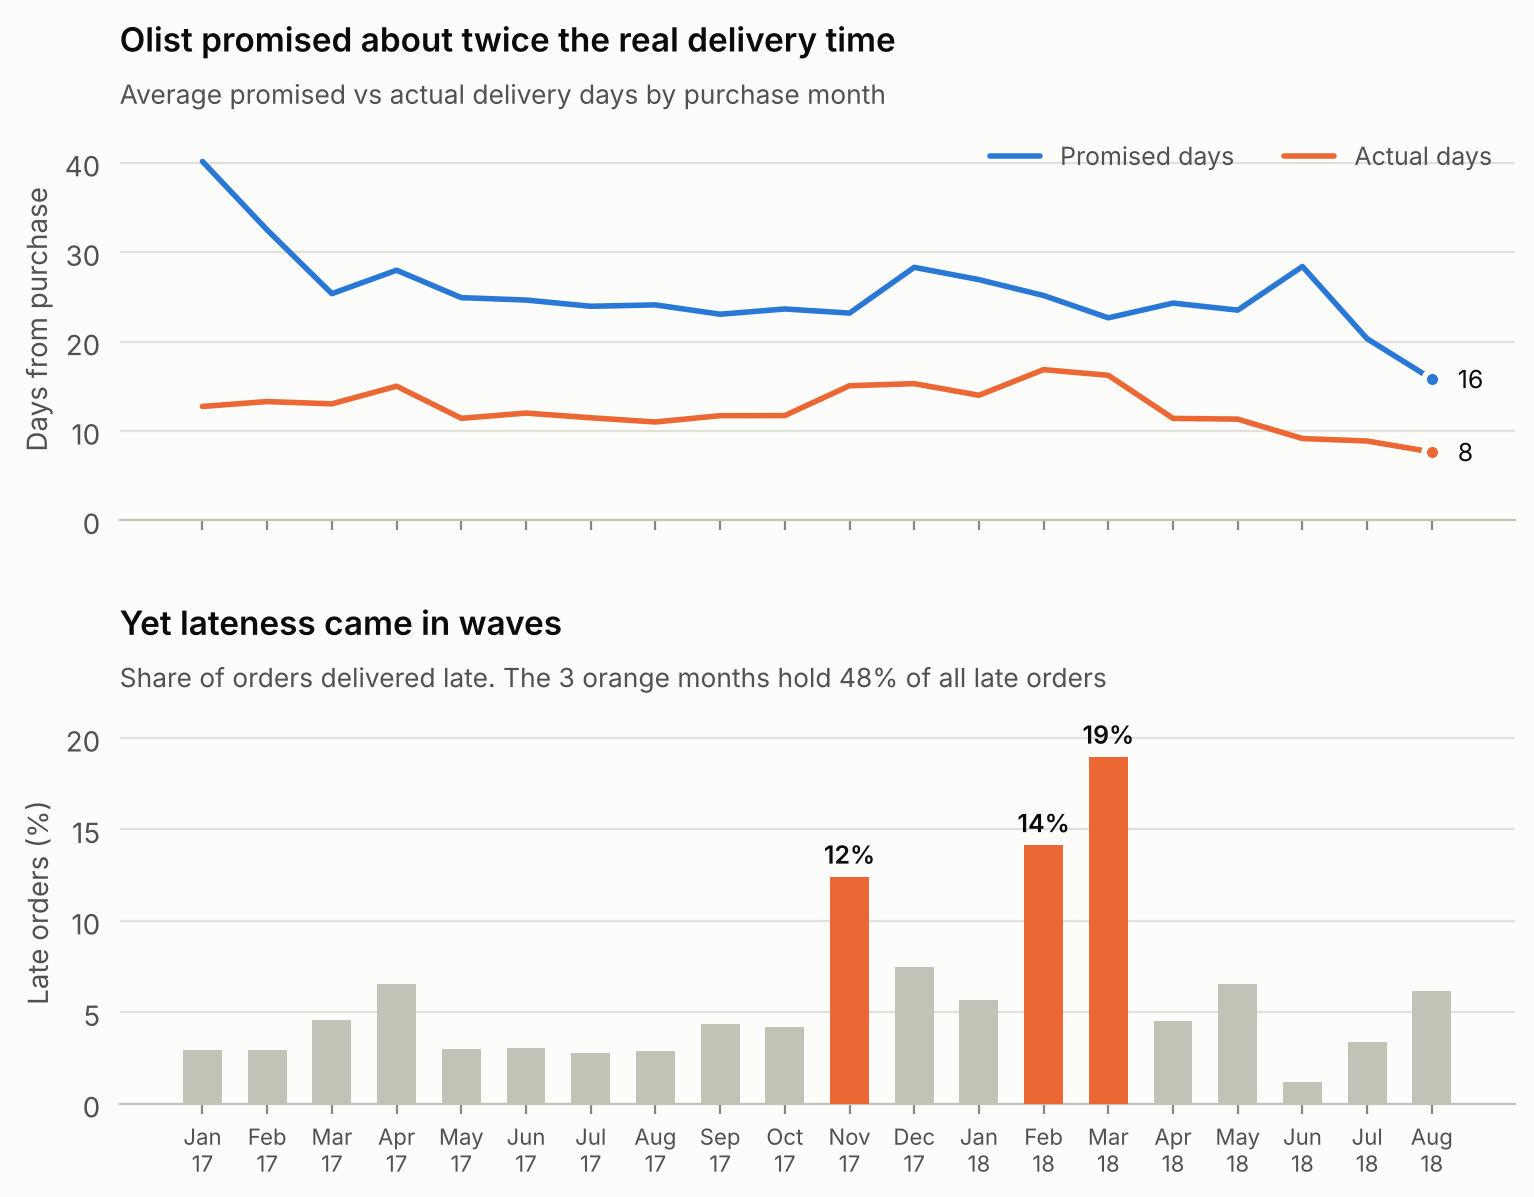 Olist promised about twice the real delivery time
Average promised vs actual delivery days by purchase month
Promised days
Actual days
Days from purchase
40
30
20
10
0
16
8
Yet lateness came in waves
Share of orders delivered late. The 3 orange months hold 48% of all late orders
Late orders (%)
20
15
10
5
0
12%
14%
19%
Jan Feb Mar Apr May Jun Jul Aug Sep Oct Nov Dec Jan Feb Mar Apr May Jun Jul Aug
17 17 17 17 17 17 17 17 17 17 17 17 18 18 18 18 18 18 18 18